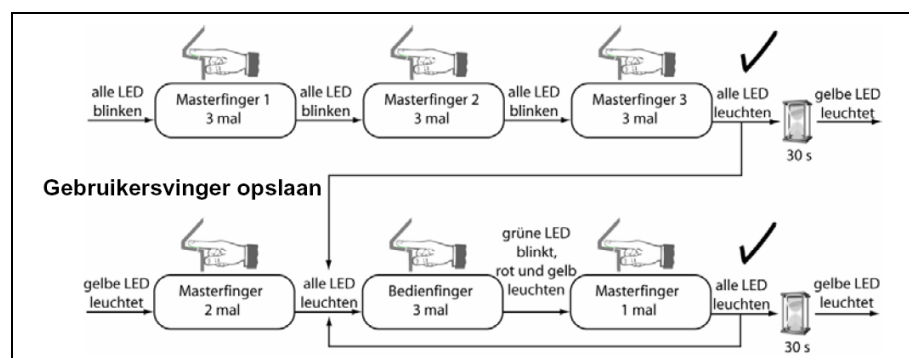 alle LED
blinken
Masterfinger 1
3 mal
alle LED
blinken
Masterfinger 2
3 mal
alle LED
blinken
Masterfinger 3
3 mal
alle LED
leuchten
30 s
gelbe LED
leuchtet
Gebruikersvinger opslaan
gelbe LED
leuchtet
Masterfinger
2 mal
alle LED
leuchten
Bedienfinger
3 mal
grüne LED
blinkt,
rot und gelb
leuchten
Masterfinger
1 mal
alle LED
leuchten
30 s
gelbe LED
leuchtet